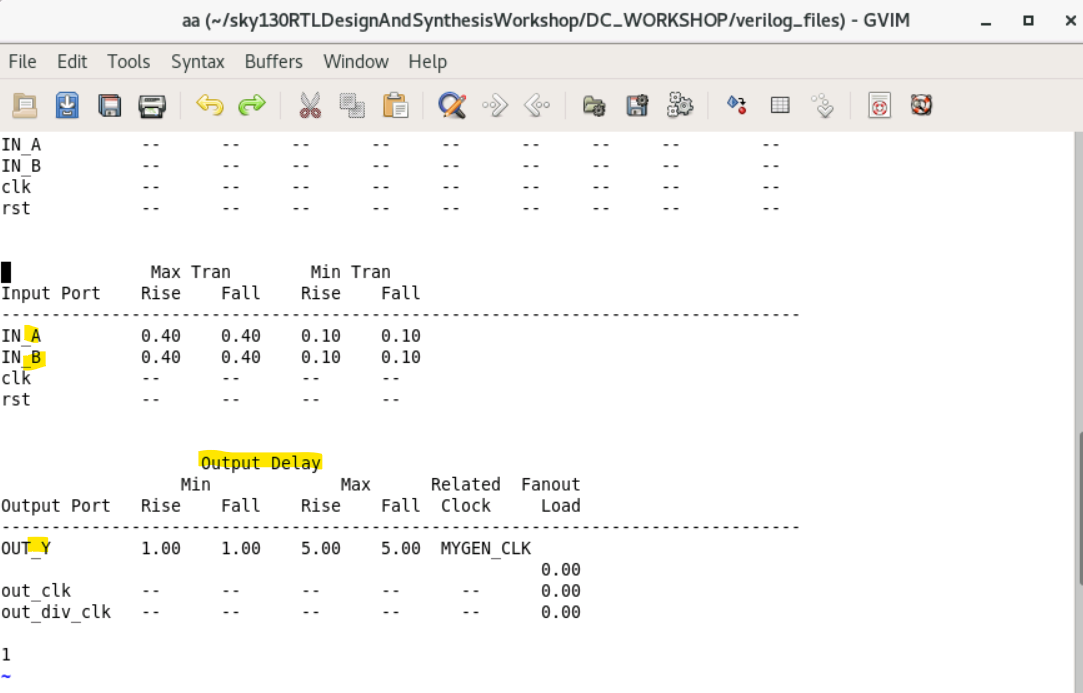 aa (~/sky130RTLDesignAndSynthesisWorkshop/DC_WORKSHOP/verilog_files) - GVIM
File Edit Tools Syntax Buffers Window Help
IN_A -- -- -- -- -- -- -- -- --
IN_B -- -- -- -- -- -- -- -- --
clk -- -- -- -- -- -- -- -- --
rst -- -- -- -- -- -- -- -- --
Max Tran Min Tran
Input Port Rise Fall Rise Fall
--------------------------------------------------------------------------------
IN_A 0.40 0.40 0.10 0.10
IN_B 0.40 0.40 0.10 0.10
clk -- -- -- --
rst -- -- -- --
Output Delay
Min Max Related Fanout
Output Port Rise Fall Rise Fall Clock Load
--------------------------------------------------------------------------------
OUT_Y 1.00 1.00 5.00 5.00 MYGEN_CLK
0.00
out_clk -- -- -- -- -- 0.00
out_div_clk -- -- -- -- -- 0.00
1
~